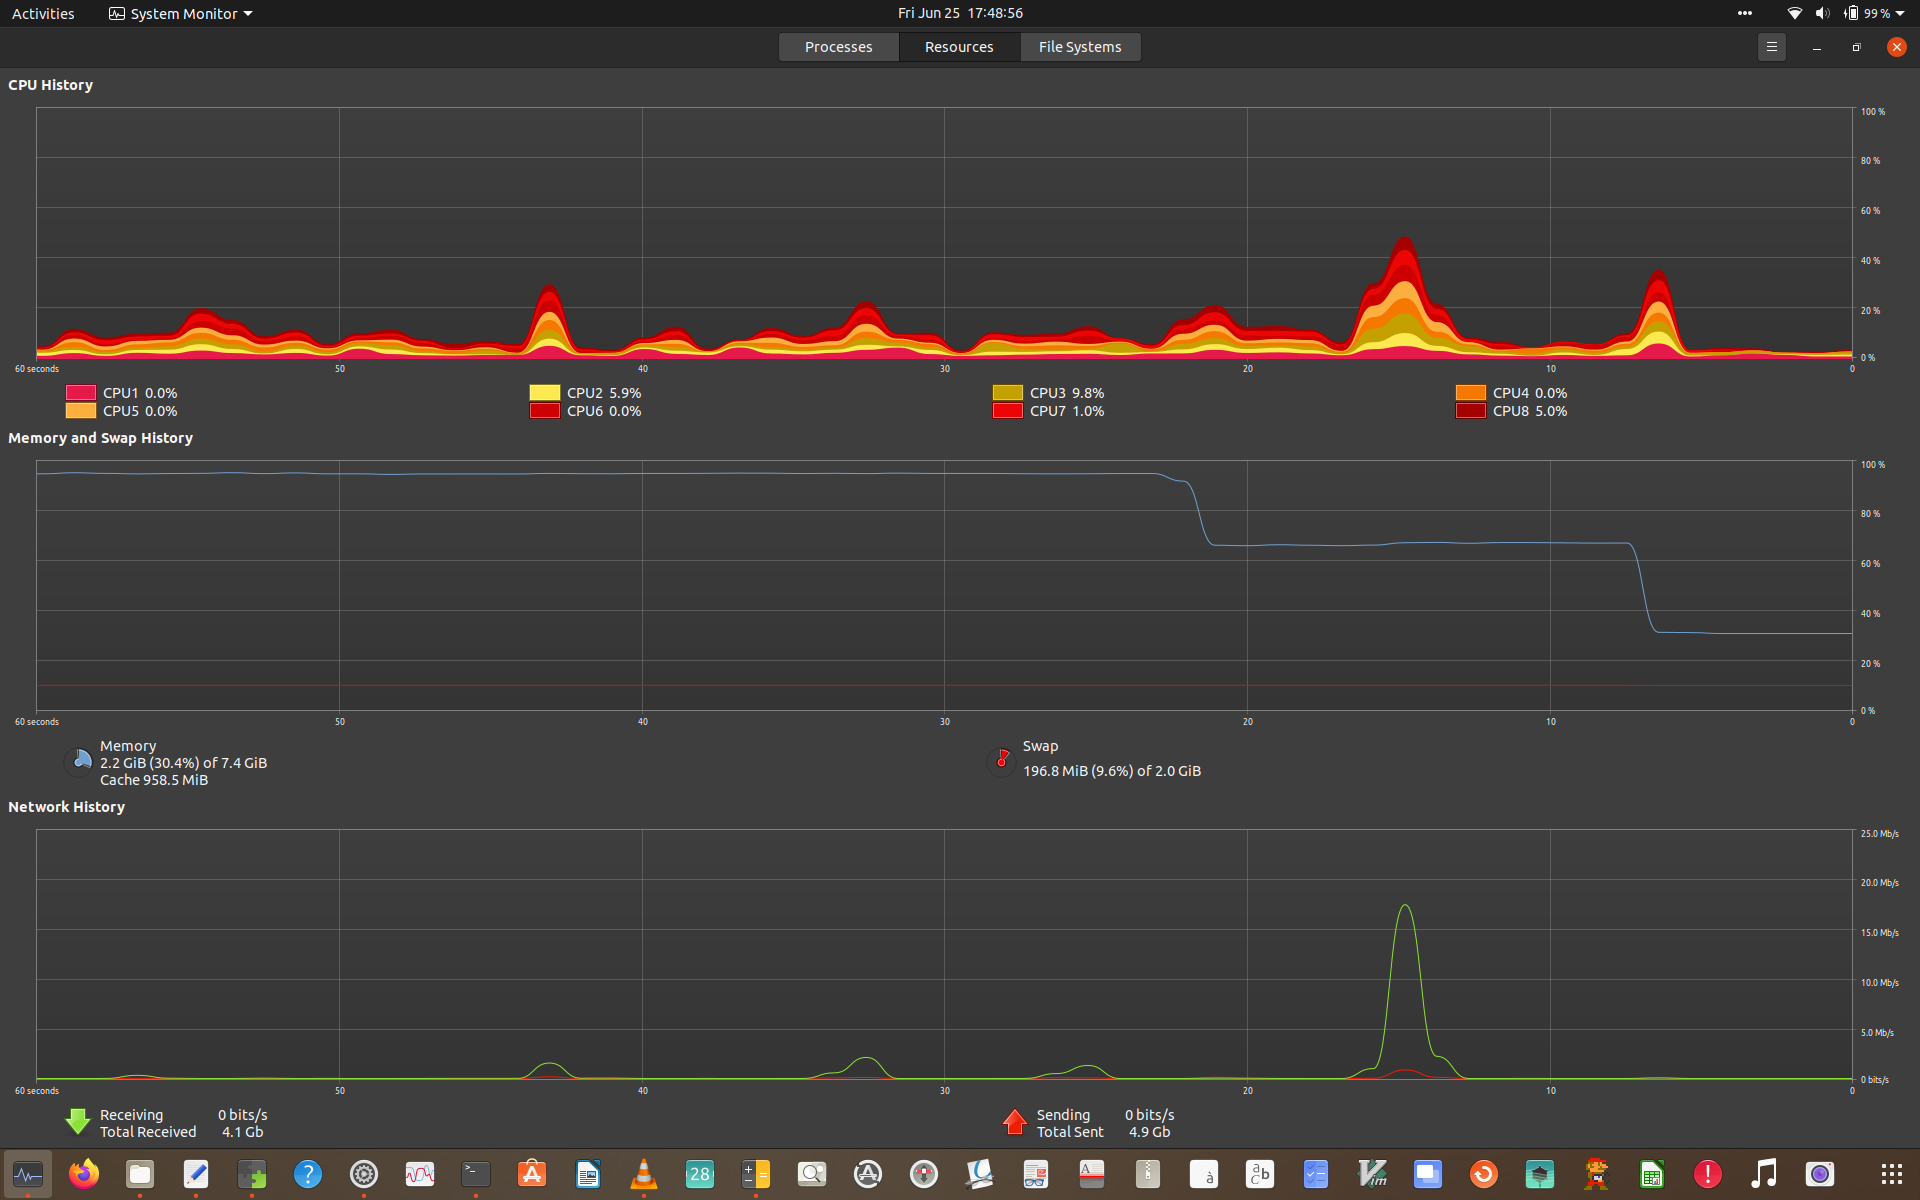 Activities System Monitor Fri Jun 25 17:48:56 99 %
Processes Resources File Systems
CPU History
100 %
80 %
60 %
40 %
20 %
0 %
60 seconds 50 40 30 20 10 0
CPU1 0.0% CPU2 5.9% CPU3 9.8% CPU4 0.0%
CPU5 0.0% CPU6 0.0% CPU7 1.0% CPU8 5.0%
Memory and Swap History
100 %
80 %
60 %
40 %
20 %
0 %
60 seconds 50 40 30 20 10 0
Memory Swap
2.2 GiB (30.4%) of 7.4 GiB 196.8 MiB (9.6%) of 2.0 GiB
Cache 958.5 MiB
Network History
25.0 Mb/s
20.0 Mb/s
15.0 Mb/s
10.0 Mb/s
5.0 Mb/s
0 bits/s
60 seconds 50 40 30 20 10 0
Receiving 0 bits/s Sending 0 bits/s
Total Received 4.1 Gb Total Sent 4.9 Gb
>_ ? 28 A à a b c Vim !